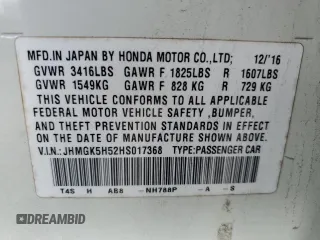 MFD.IN JAPAN BY HONDA MOTOR CO.,LTD; 12/'16
GVWR 3416LBS GAWR F 1825LBS R 1607LBS
GVWR 1549KG GAWR F 828 KG R 729 KG
THIS VEHICLE CONFORMS TO ALL APPLICABLE
FEDERAL MOTOR VEHICLE SAFETY ,BUMPER,
AND THEFT PREVENTION STANDARDS IN EFFECT
ON THE DATE OF MANUFACTURE SHOWN ABOVE.
V.I.N.:JHMGK5H52HS017368 TYPE:PASSENGER CAR
T4S H AB8 -NH788P -A -S